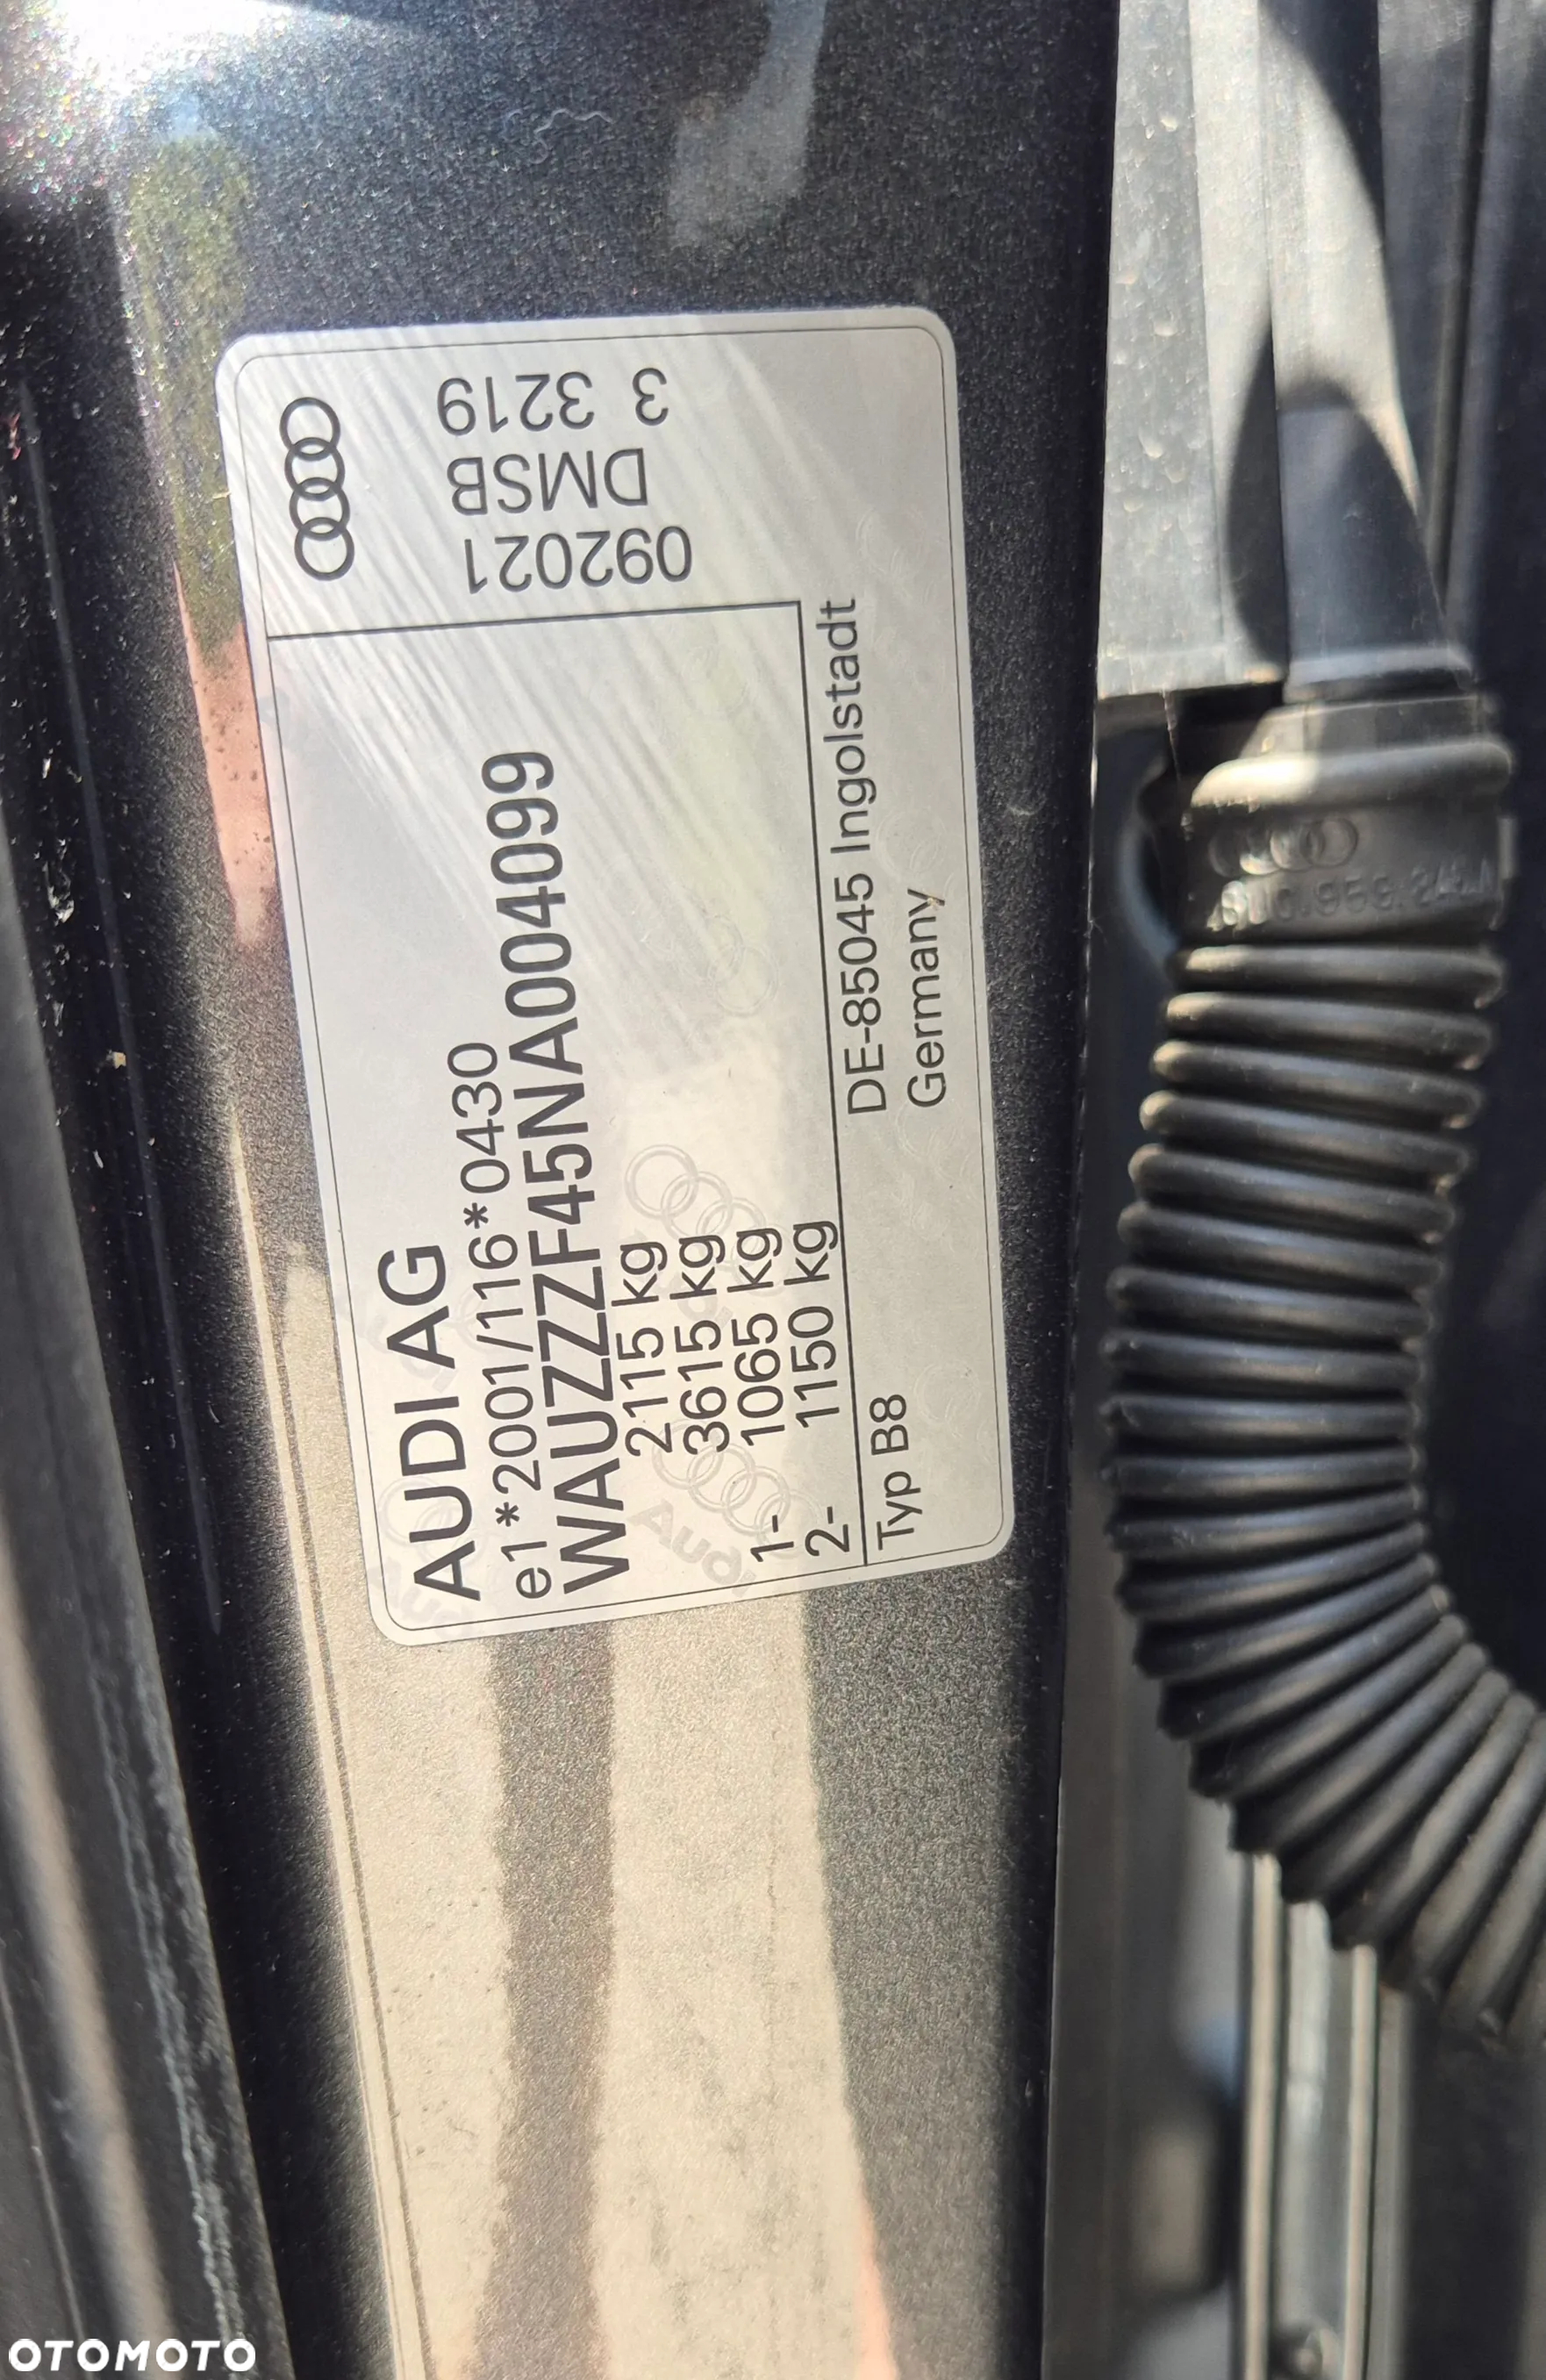 AUDI AG
e1*2001/116*0430
WAUZZZF45NA004099
2115 kg
3615 kg
1- 1065 kg
2- 1150 kg
Typ B8
DE-85045 Ingolstadt
Germany
092021
DMSB
3 3219
Audi
OTOMOTO